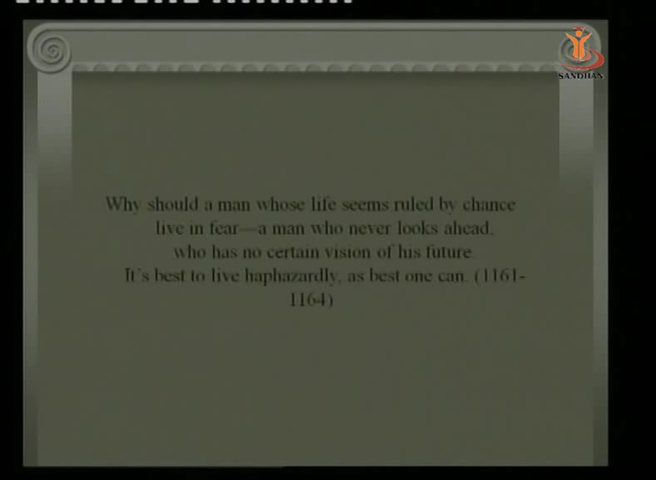 SANDHAN
Why should a man whose life seems ruled by chance
live in fear—a man who never looks ahead,
who has no certain vision of his future.
It's best to live haphazardly, as best one can. (1161-
1164)